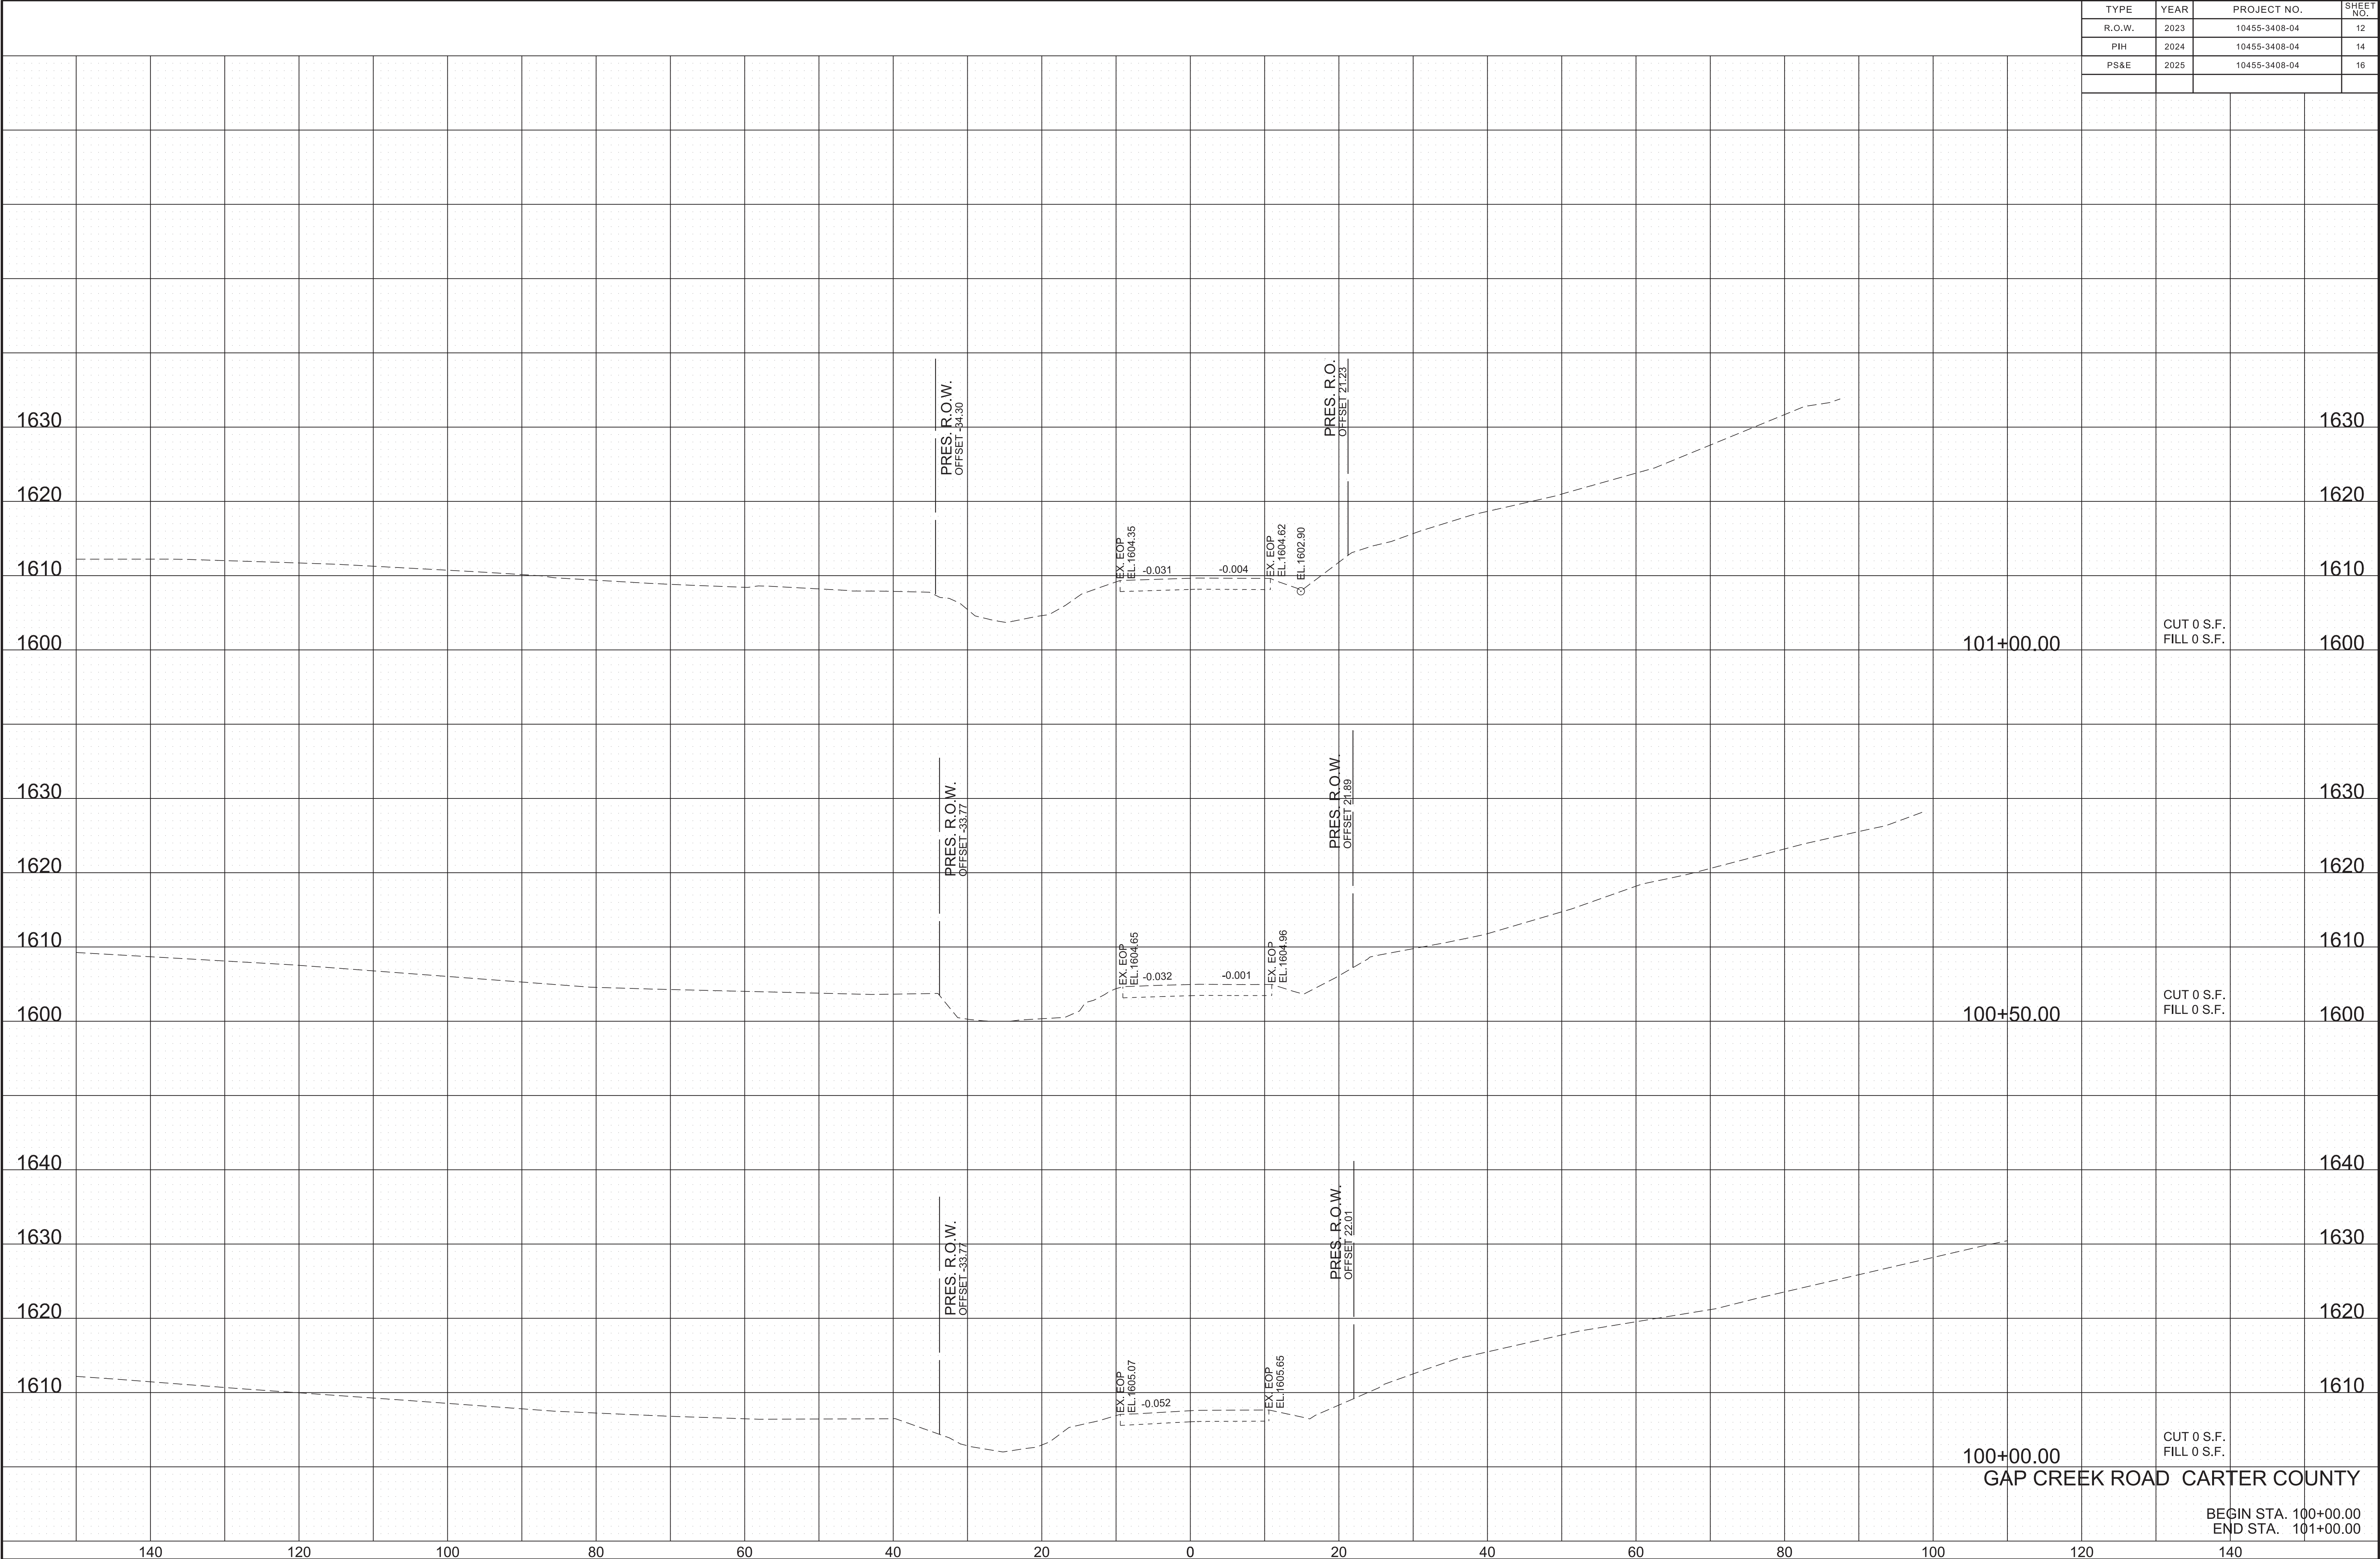 TYPE YEAR PROJECT NO. SHEET NO.
R.O.W. 2023 10455-3408-04 12
PIH 2024 10455-3408-04 14
PS&E 2025 10455-3408-04 16
PRES. R.O.W.
OFFSET -34.30
PRES. R.O.
OFFSET 21.23
1630 1630
1620 1620
EX. EOP
EL.1604.35
-0.031
-0.004
EX. EOP
EL.1604.62
EL.1602.90
1610 1610
CUT 0 S.F.
FILL 0 S.F.
1600 101+00.00 1600
PRES. R.O.W.
OFFSET -33.77
PRES. R.O.W.
OFFSET 21.89
1630 1630
1620 1620
1610 1610
EX. EOP
EL.1604.65
-0.032
-0.001
EX. EOP
EL.1604.96
CUT 0 S.F.
FILL 0 S.F.
1600 100+50.00 1600
1640 1640
PRES. R.O.W.
OFFSET -33.77
PRES. R.O.W.
OFFSET 22.01
1630 1630
1620 1620
1610 1610
EX. EOP
EL.1605.07
-0.052
EX. EOP
EL.1605.65
CUT 0 S.F.
FILL 0 S.F.
100+00.00
GAP CREEK ROAD CARTER COUNTY
BEGIN STA. 100+00.00
END STA. 101+00.00
140 120 100 80 60 40 20 0 20 40 60 80 100 120 140